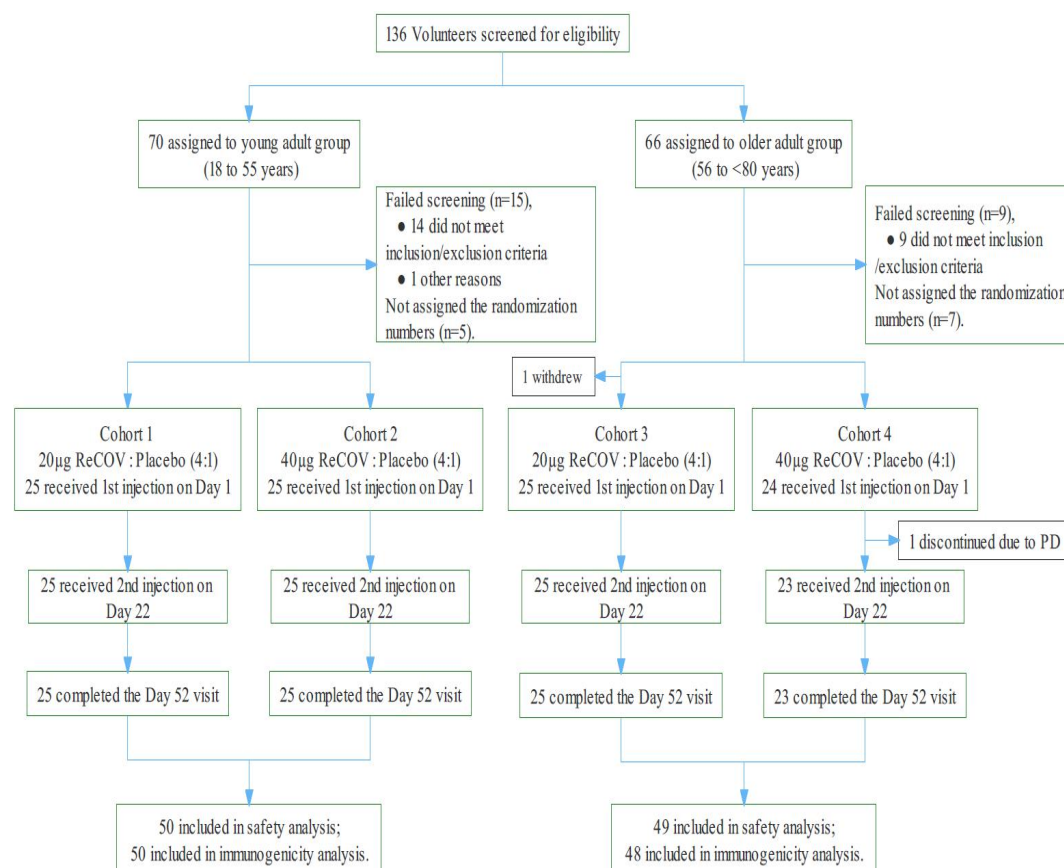 136 Volunteers screened for eligibility
70 assigned to young adult group
(18 to 55 years)
66 assigned to older adult group
(56 to <80 years)
Failed screening (n=15),
● 14 did not meet
inclusion/exclusion criteria
● 1 other reasons
Not assigned the randomization
numbers (n=5).
Failed screening (n=9),
● 9 did not meet inclusion
/exclusion criteria
Not assigned the randomization
numbers (n=7).
1 withdrew
Cohort 1
20μg ReCOV : Placebo (4:1)
25 received 1st injection on Day 1
Cohort 2
40μg ReCOV : Placebo (4:1)
25 received 1st injection on Day 1
Cohort 3
20μg ReCOV : Placebo (4:1)
25 received 1st injection on Day 1
Cohort 4
40μg ReCOV : Placebo (4:1)
24 received 1st injection on Day 1
1 discontinued due to PD
25 received 2nd injection on
Day 22
25 received 2nd injection on
Day 22
25 received 2nd injection on
Day 22
23 received 2nd injection on
Day 22
25 completed the Day 52 visit
25 completed the Day 52 visit
25 completed the Day 52 visit
23 completed the Day 52 visit
50 included in safety analysis;
50 included in immunogenicity analysis.
49 included in safety analysis;
48 included in immunogenicity analysis.